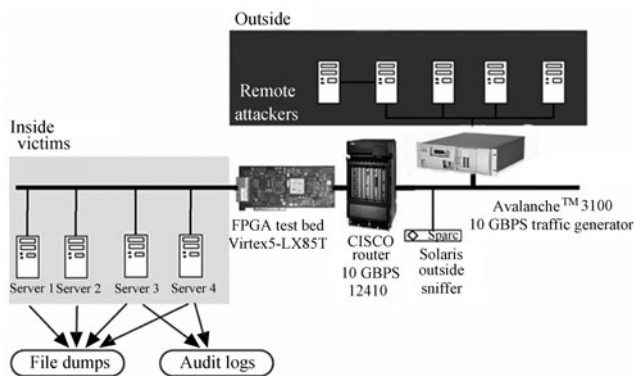 Outside
Remote
attackers
Inside
victims
FPGA test bed
Virtex5-LX85T
CISCO
router
10 GBPS
12410
Sparc
Solaris
outside
sniffer
Avalanche™ 3100
10 GBPS traffic generator
Server 1
Server 2
Server 3
Server 4
File dumps
Audit logs